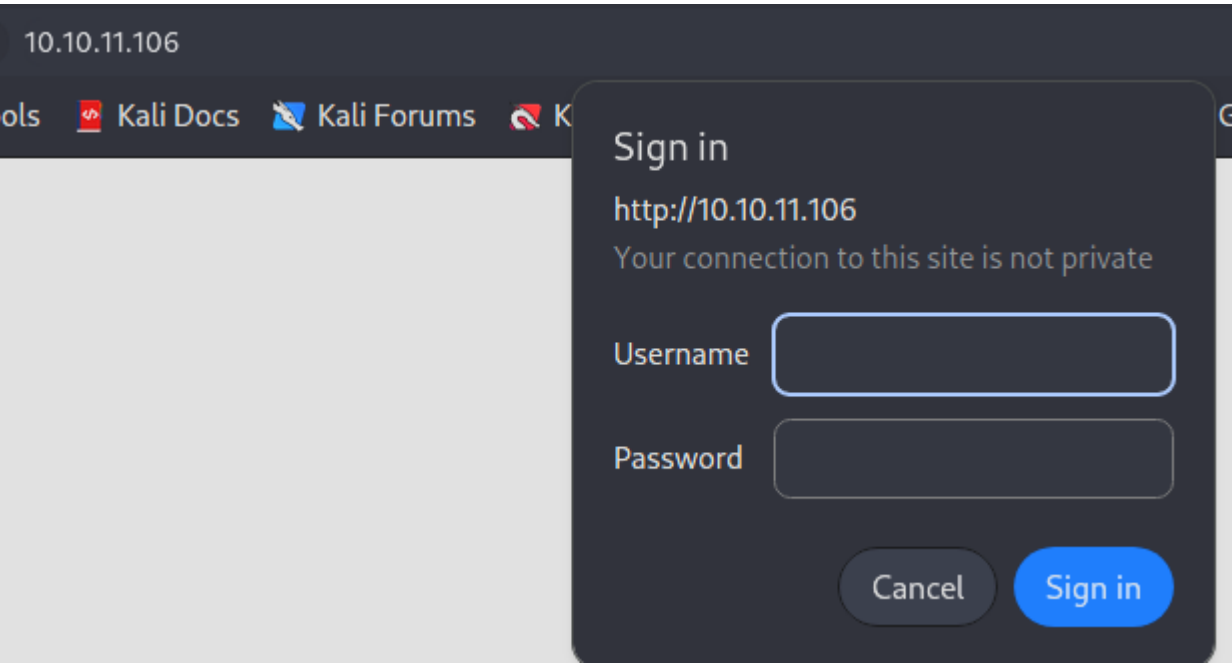 10.10.11.106
ols Kali Docs Kali Forums K G
Sign in
http://10.10.11.106
Your connection to this site is not private
Username
Password
Cancel Sign in